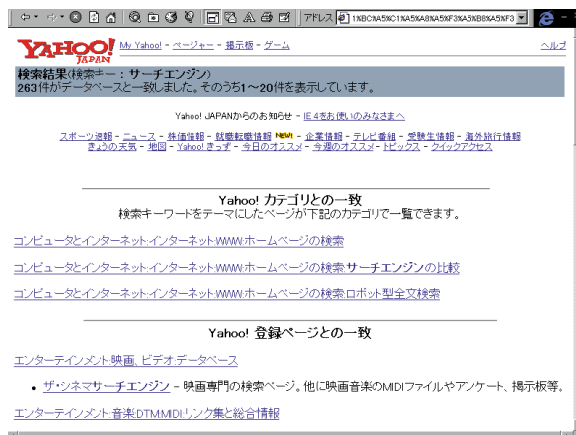 アドレス 1%BC%A5%C1%A5%A8%A5%F3%A5%B8%A5%F3
YAHOO! JAPAN
My Yahoo! - ページャー - 掲示板 - ゲーム
ヘルプ
検索結果(検索キー：サーチエンジン)
263件がデータベースと一致しました。そのうち1～20件を表示しています。
Yahoo! JAPANからのお知らせ - IE 4をお使いのみなさまへ
スポーツ速報 - ニュース - 株価情報 - 就職転職情報 NEW! - 企業情報 - テレビ番組 - 受験生情報 - 海外旅行情報
きょうの天気 - 地図 - Yahoo!きっず - 今日のオススメ - 今週のオススメ - トピックス - クイックアクセス
Yahoo! カテゴリとの一致
検索キーワードをテーマにしたページが下記のカテゴリで一覧できます。
コンピュータとインターネット:インターネット:WWW:ホームページの検索
コンピュータとインターネット:インターネット:WWW:ホームページの検索:サーチエンジンの比較
コンピュータとインターネット:インターネット:WWW:ホームページの検索:ロボット型全文検索
Yahoo! 登録ページとの一致
エンターテインメント:映画、ビデオ:データベース
• ザ・シネマサーチエンジン - 映画専門の検索ページ。他に映画音楽のMIDIファイルやアンケート、掲示板等。
エンターテインメント:音楽:DTM:MIDI:リンク集と総合情報